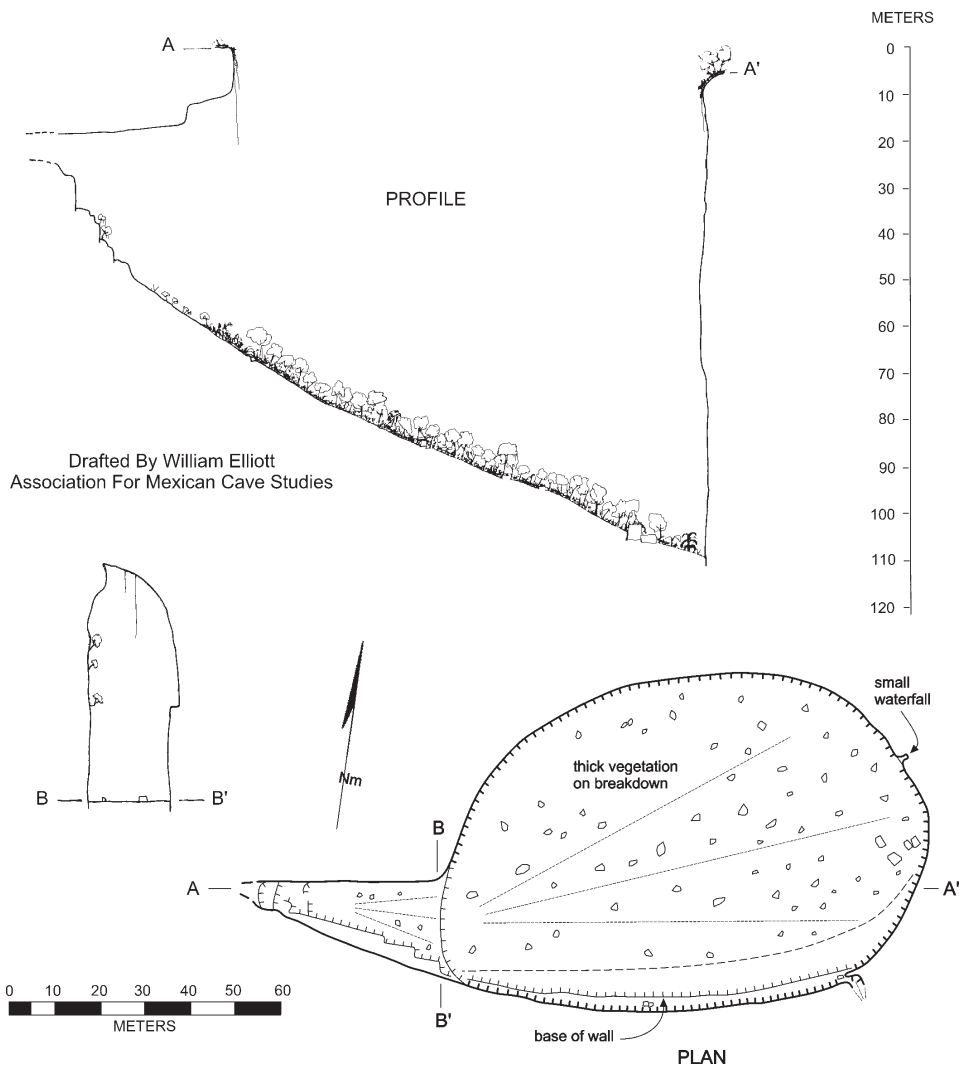 METERS
0
10
20
30
40
50
60
70
80
90
100
110
120
A
A'
PROFILE
Drafted By William Elliott
Association For Mexican Cave Studies
B
B'
Nm
small
waterfall
thick vegetation
on breakdown
B
A
A'
B'
0 10 20 30 40 50 60
METERS
base of wall
PLAN